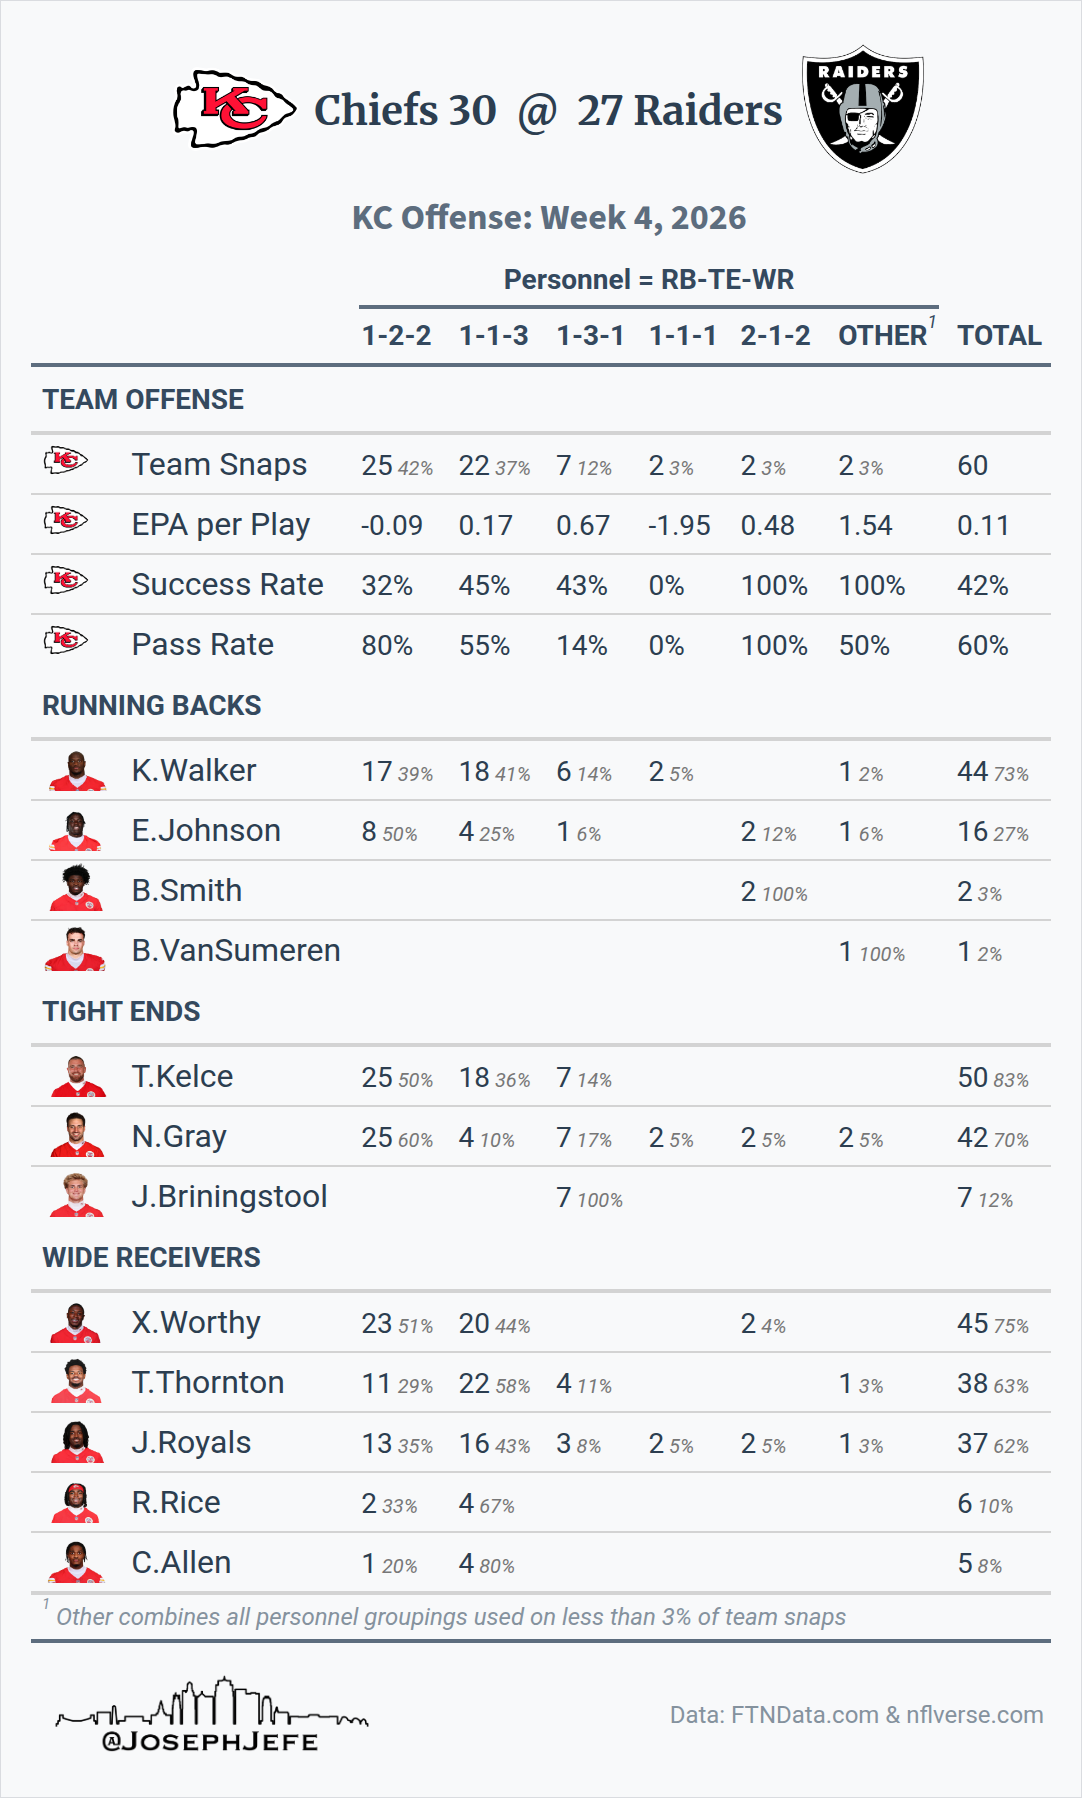 Chiefs 30 @ 27 Raiders
RAIDERS
KC Offense: Week 4, 2026
Personnel = RB-TE-WR
1-2-2 1-1-3 1-3-1 1-1-1 2-1-2 OTHER1 TOTAL
TEAM OFFENSE
KC Team Snaps 25 42% 22 37% 7 12% 2 3% 2 3% 2 3% 60
KC EPA per Play -0.09 0.17 0.67 -1.95 0.48 1.54 0.11
KC Success Rate 32% 45% 43% 0% 100% 100% 42%
KC Pass Rate 80% 55% 14% 0% 100% 50% 60%
RUNNING BACKS
K.Walker 17 39% 18 41% 6 14% 2 5% 1 2% 44 73%
E.Johnson 8 50% 4 25% 1 6% 2 12% 1 6% 16 27%
B.Smith 2 100% 2 3%
B.VanSumeren 1 100% 1 2%
TIGHT ENDS
T.Kelce 25 50% 18 36% 7 14% 50 83%
N.Gray 25 60% 4 10% 7 17% 2 5% 2 5% 2 5% 42 70%
J.Briningstool 7 100% 7 12%
WIDE RECEIVERS
X.Worthy 23 51% 20 44% 2 4% 45 75%
T.Thornton 11 29% 22 58% 4 11% 1 3% 38 63%
J.Royals 13 35% 16 43% 3 8% 2 5% 2 5% 1 3% 37 62%
R.Rice 2 33% 4 67% 6 10%
C.Allen 1 20% 4 80% 5 8%
1 Other combines all personnel groupings used on less than 3% of team snaps
@JosephJefe
Data: FTNData.com & nflverse.com